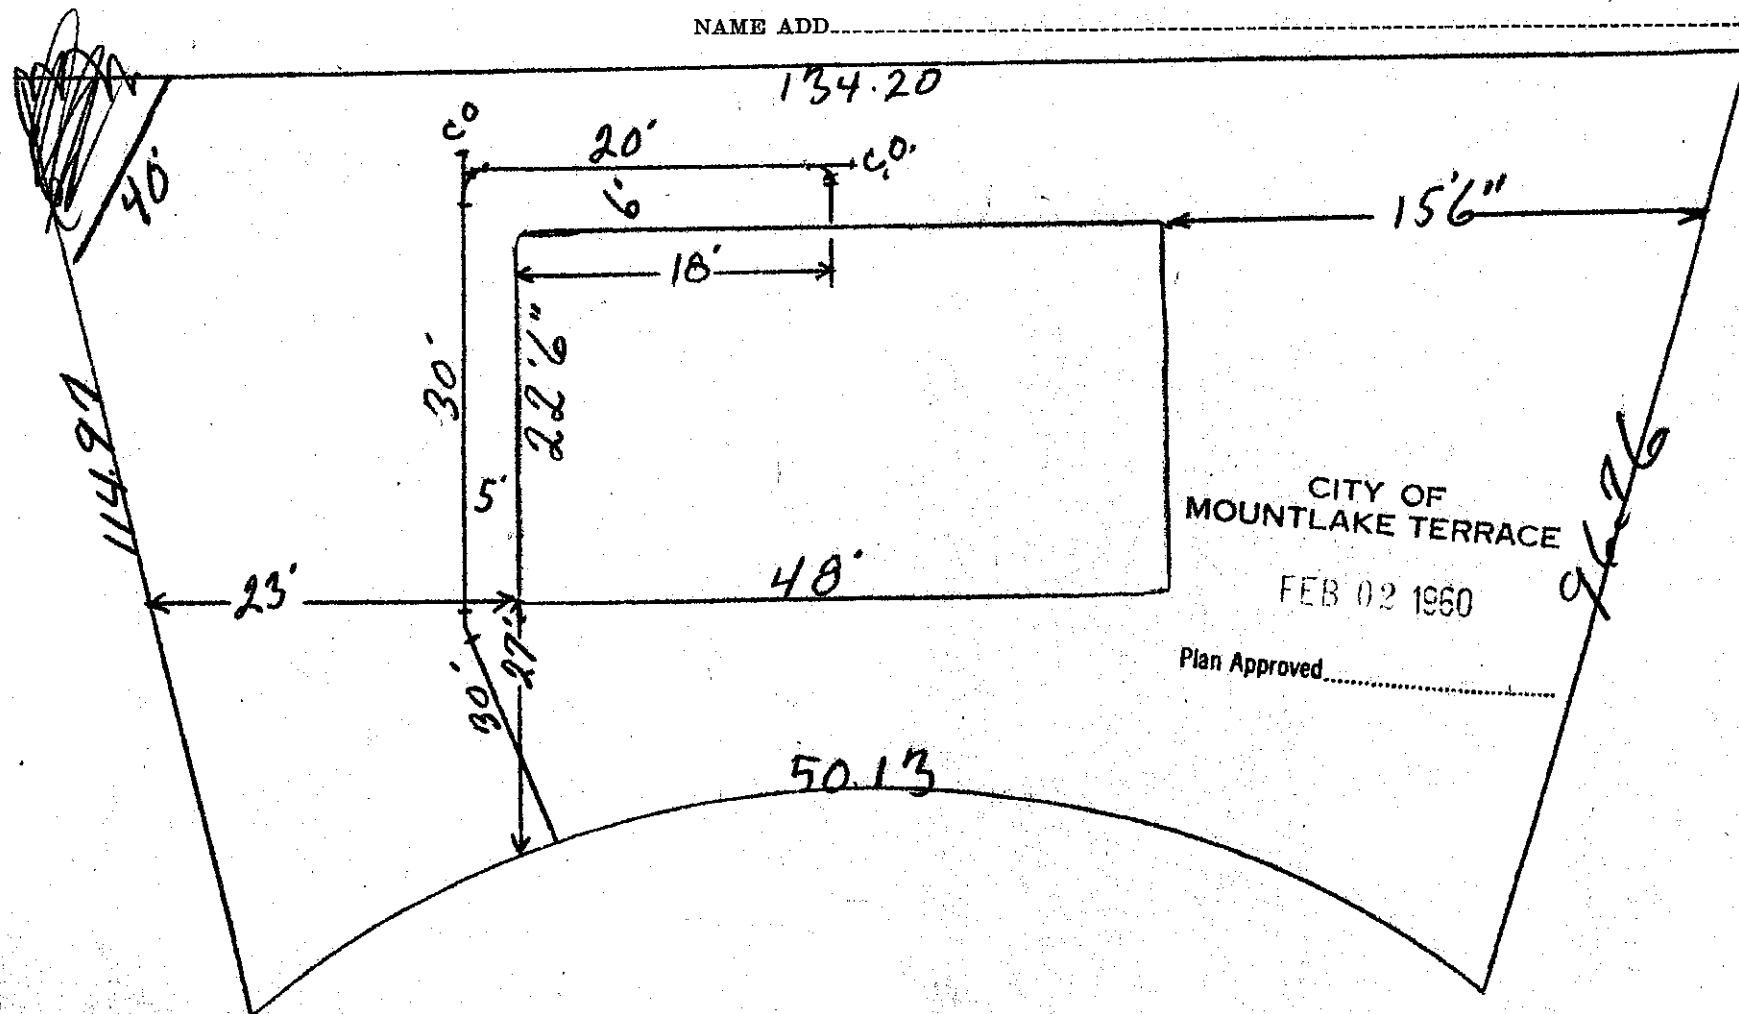 NAME ADD
134.20
co
20'
c.o.
40'
6'
15'6"
18'
22'6"
30'
114.97
5'
CITY OF
MOUNTLAKE TERRACE
96.76
23'
48'
FEB 02 1960
27'
Plan Approved
30'
50.13